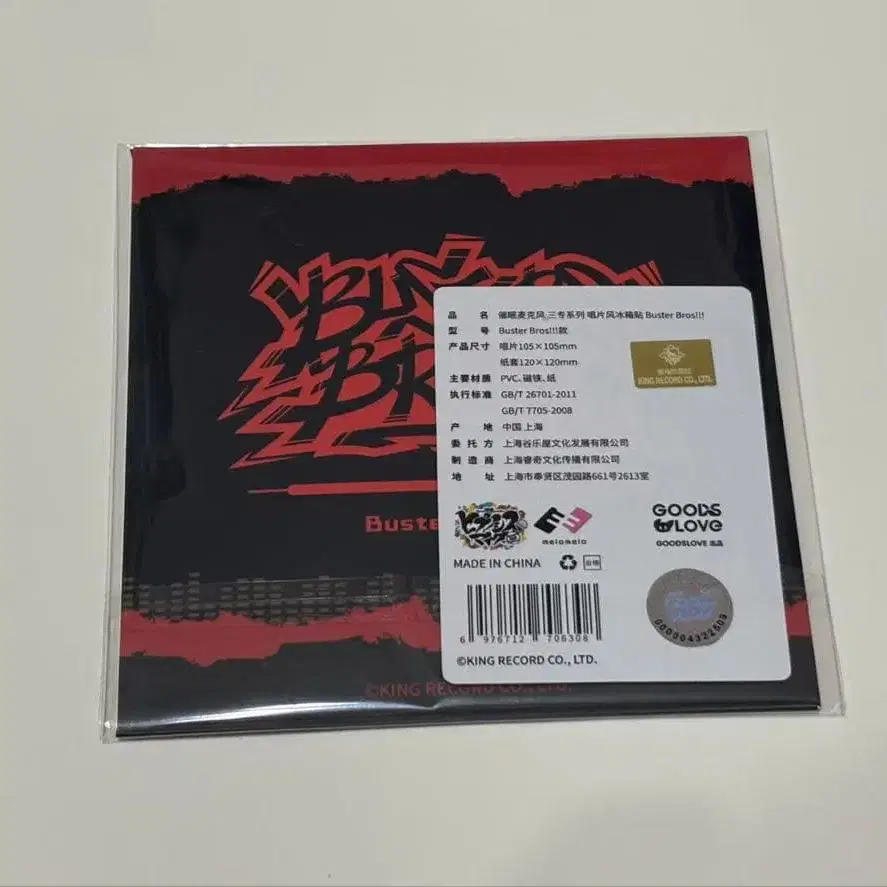 Buste
品 名 催眠麦克风 三专系列 唱片风冰箱贴 Buster Bros!!!
型 号 Buster Bros!!!款
产品尺寸 唱片105×105mm
纸套120×120mm
主要材质 PVC、磁铁、纸
执行标准 GB/T 26701-2011
GB/T 7705-2008
产 地 中国 上海
委托方 上海谷乐屋文化发展有限公司
制造商 上海睿奇文化传播有限公司
地 址 上海市奉贤区茂园路661号2613室
KING RECORD CO., LTD.
melomelo
GOODS
LOVE
GOODSLOVE 出品
MADE IN CHINA
合格
6 976712 706308
000004322509
©KING RECORD CO., LTD.
©KING RECORD CO., LTD.